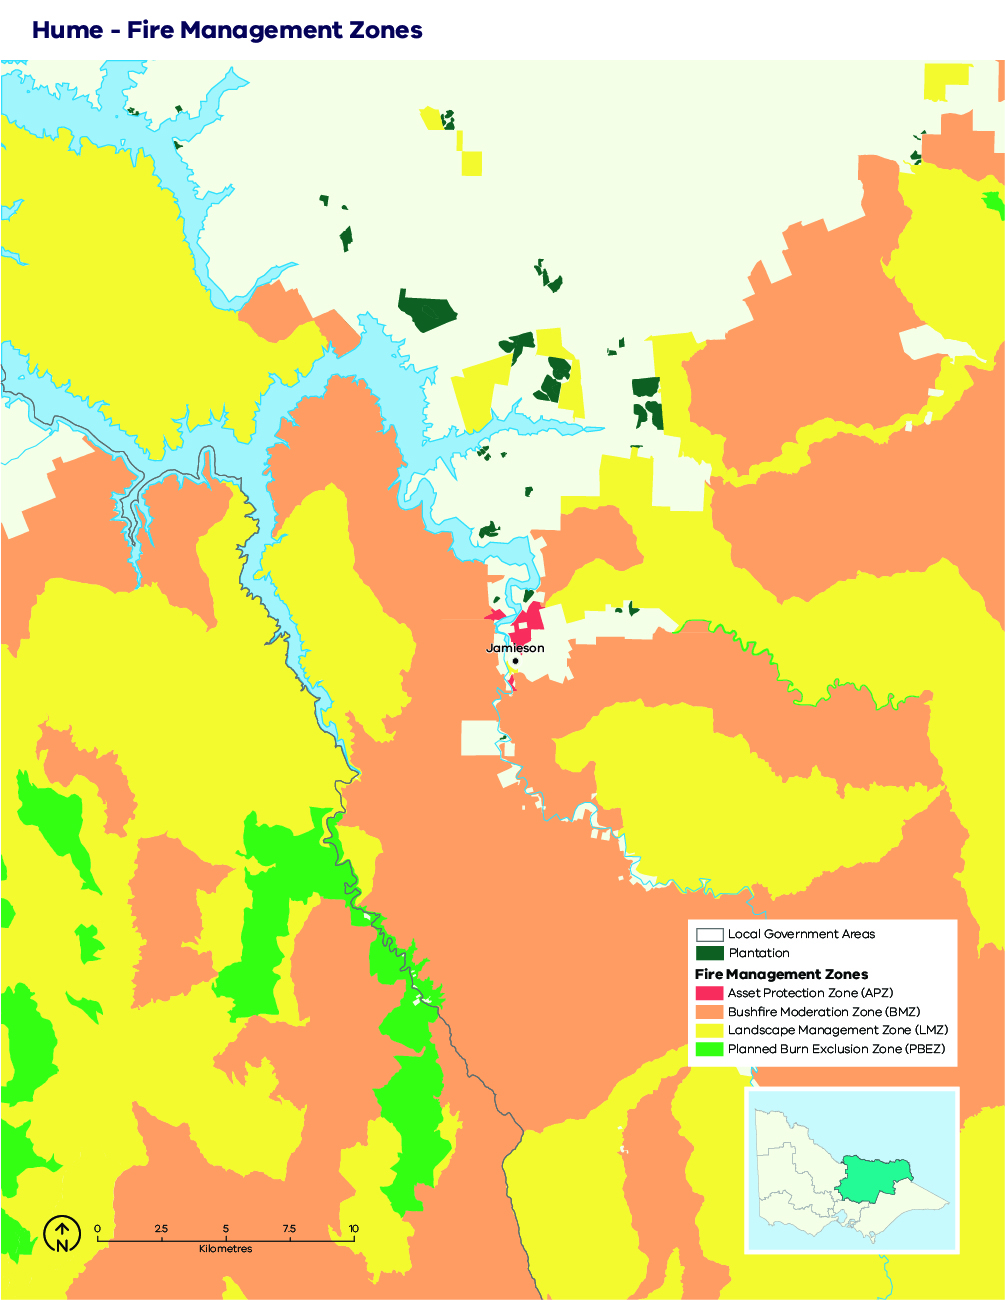 Hume - Fire Management Zones
Jamieson
Local Government Areas
Plantation
Fire Management Zones
Asset Protection Zone (APZ)
Bushfire Moderation Zone (BMZ)
Landscape Management Zone (LMZ)
Planned Burn Exclusion Zone (PBEZ)
N
0 2.5 5 7.5 10
Kilometres